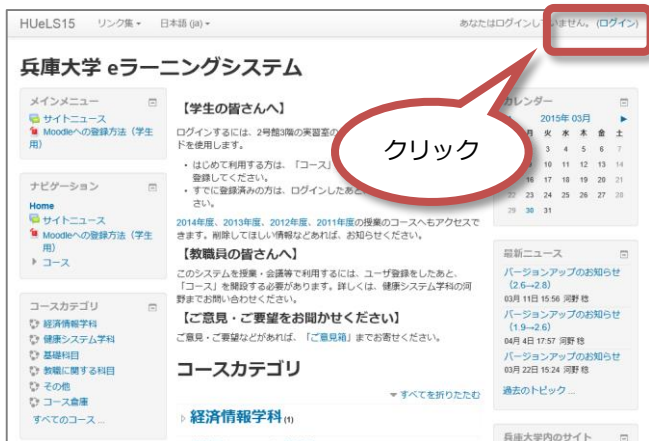 HUeLS15 リンク集 日本語 (ja) あなたはログインして いません。(ログイン)
兵庫大学 eラーニングシステム
メインメニュー
サイトニュース
Moodleへの登録方法（学生
用）
ナビゲーション
Home
サイトニュース
Moodleへの登録方法（学生
用）
コース
コースカテゴリ
経済情報学科
健康システム学科
基礎科目
教職に関する科目
その他
コース倉庫
すべてのコース ...
【学生の皆さんへ】
ログインするには、2号館3階の実習室の
ドを使用します。
・はじめて利用する方は、「コース」
登録してください。
・すでに登録済みの方は、ログインしたあと
さい。
2014年度、2013年度、2012年度、2011年度の授業のコースへもアクセスで
きます。削除してほしい情報などあれば、お知らせください。
【教職員の皆さんへ】
このシステムを授業・会議等で利用するには、ユーザ登録をしたあと、
「コース」を開設する必要があります。詳しくは、健康システム学科の河
野までお問い合わせください。
【ご意見・ご要望をお聞かせください】
ご意見・ご要望などがあれば、「ご意見箱」までお寄せください。
コースカテゴリ
すべてを折りたたむ
経済情報学科 (1)
クリック
カレンダー
2015年 03月
月 火 水 木 金 土
3 4 5 6 7
10 11 12 13 14
16 17 18 19 20 21
22 23 24 25 26 27 28
29 30 31
最新ニュース
バージョンアップのお知らせ
（2.6→2.8）
03月 11日 15:56 河野 稔
バージョンアップのお知らせ
（1.9→2.6）
04月 4日 17:57 河野 稔
バージョンアップのお知らせ
03月 22日 15:24 河野 稔
過去のトピック ...
兵庫大学内のサイト